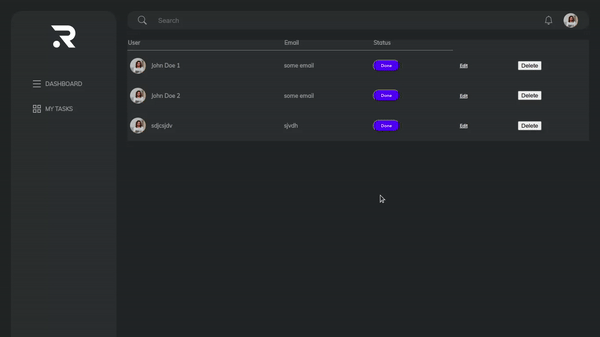 Search
DASHBOARD
MY TASKS
User Email Status
John Doe 1 some email Done Edit Delete
John Doe 2 some email Done Edit Delete
sdjcsjdv sjvdh Done Edit Delete